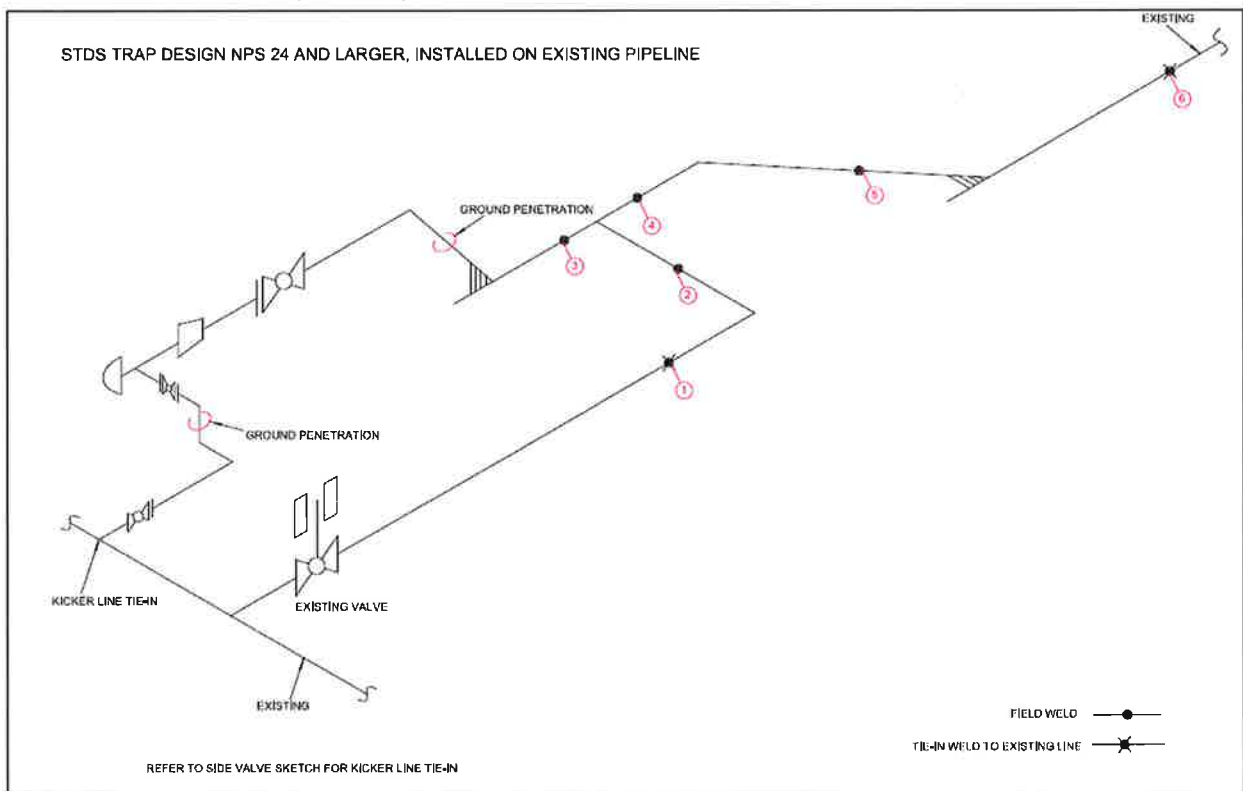 EXISTING
STDS TRAP DESIGN NPS 24 AND LARGER, INSTALLED ON EXISTING PIPELINE
6
5
GROUND PENETRATION
4
3
2
1
GROUND PENETRATION
KICKER LINE TIE-IN
EXISTING VALVE
EXISTING
FIELD WELD
TIE-IN WELD TO EXISTING LINE
REFER TO SIDE VALVE SKETCH FOR KICKER LINE TIE-IN